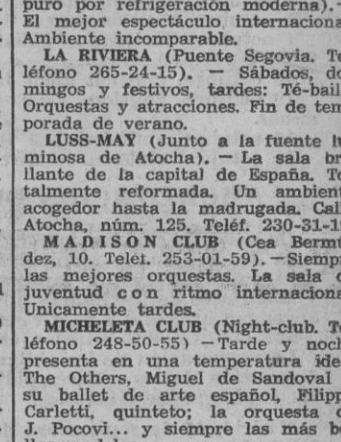 puro por refrigeración moderna).—
El mejor espectáculo internaciona
Ambiente incomparable.
LA RIVIERA (Puente Segovia. Te
léfono 265-24-15). — Sábados, do
mingos y festivos, tardes: Té-bail
Orquestas y atracciones. Fin de tem
porada de verano.
LUSS-MAY (Junto a la fuente lu
minosa de Atocha). — La sala bri
llante de la capital de España. To
talmente reformada. Un ambient
acogedor hasta la madrugada. Call
Atocha, núm. 125. Teléf. 230-31-1
MADISON CLUB (Cea Bermú
dez, 10. Teléf. 253-01-59).—Siempr
las mejores orquestas. La sala d
juventud con ritmo internaciona
Unicamente tardes.
MICHELETA CLUB (Night-club. Te
léfono 248-50-55) —Tarde y noch
presenta en una temperatura idea
The Others, Miguel de Sandoval
su ballet de arte español, Filipp
Carletti, quinteto; la orquesta d
J. Pocovi... y siempre las más be